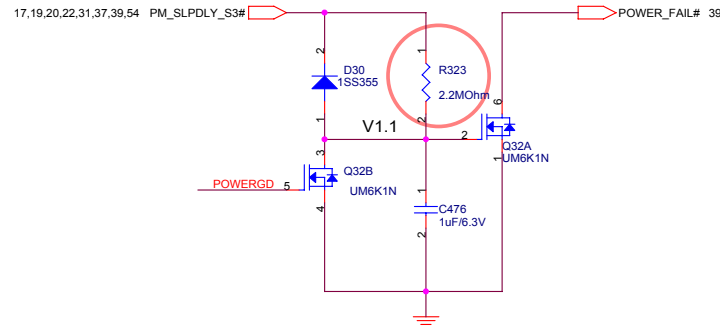 17,19,20,22,31,37,39,54 PM_SLPDLY_S3#
POWER_FAIL# 39
2
D30
1SS355
1
1
R323
2.2MOhm
2
V1.1
6
2
Q32A
UM6K1N
1
3
Q32B
UM6K1N
POWERGD 5
4
1
C476
1uF/6.3V
2